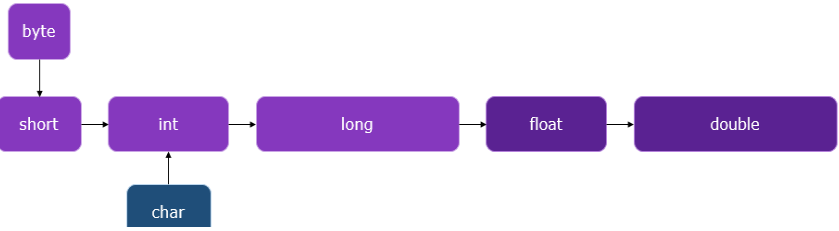 byte
short
int
long
float
double
char